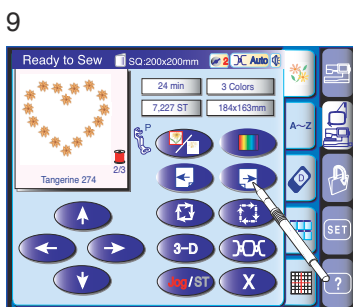 9
Ready to Sew SQ:200x200mm 2 Auto
24 min 3 Colors
7,227 ST 184x163mm
P
A~Z
2/3
Tangerine 274
D
3-D
SET
Jog/ST X
?